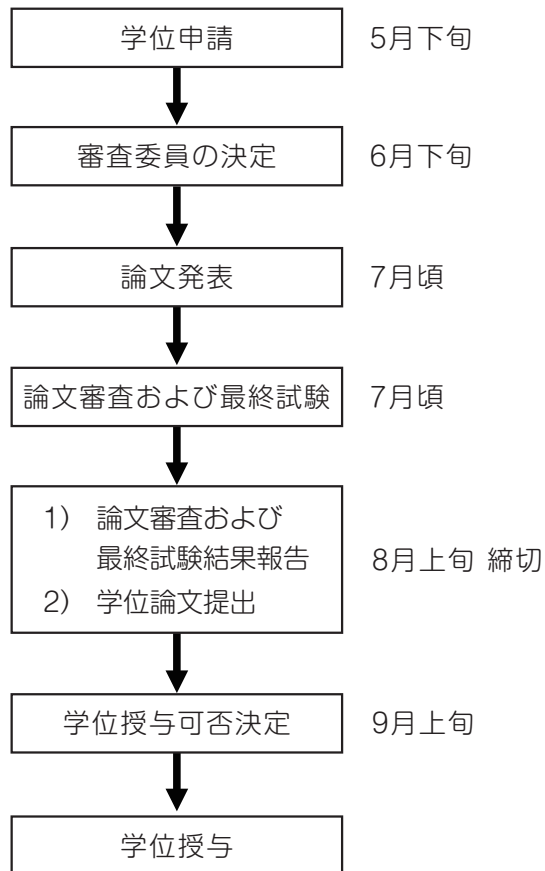 学位申請 5月下旬
審査委員の決定 6月下旬
論文発表 7月頃
論文審査および最終試験 7月頃
1) 論文審査および
最終試験結果報告 8月上旬 締切
2) 学位論文提出
学位授与可否決定 9月上旬
学位授与